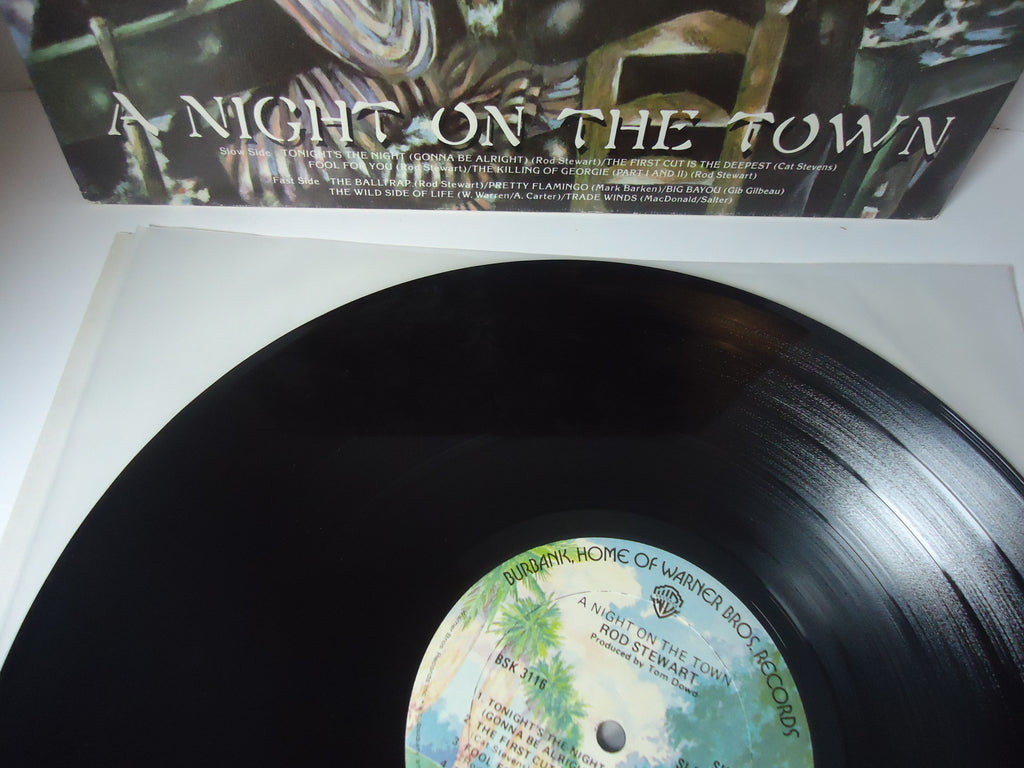 A NIGHT ON THE TOWN
Slow Side TONIGHT'S THE NIGHT (GONNA BE ALRIGHT) (Rod Stewart)/THE FIRST CUT IS THE DEEPEST (Cat Stevens)
FOOL FOR YOU (Rod Stewart)/THE KILLING OF GEORGIE (PART I AND II) (Rod Stewart)
Fast Side THE BALLTRAP (Rod Stewart)/PRETTY FLAMINGO (Mark Barken)/BIG BAYOU (Gib Gilbeau)
THE WILD SIDE OF LIFE (W. Warren/A. Carter)/TRADE WINDS (MacDonald/Salter)
BURBANK, HOME OF WARNER BROS. RECORDS
A NIGHT ON THE TOWN
ROD STEWART
Produced by Tom Dowd
BSK 3116
1. TONIGHT'S THE NIGHT
(GONNA BE ALRIGHT)
2. THE FIRST CUT
(Cat Stevens)
3. FOOL